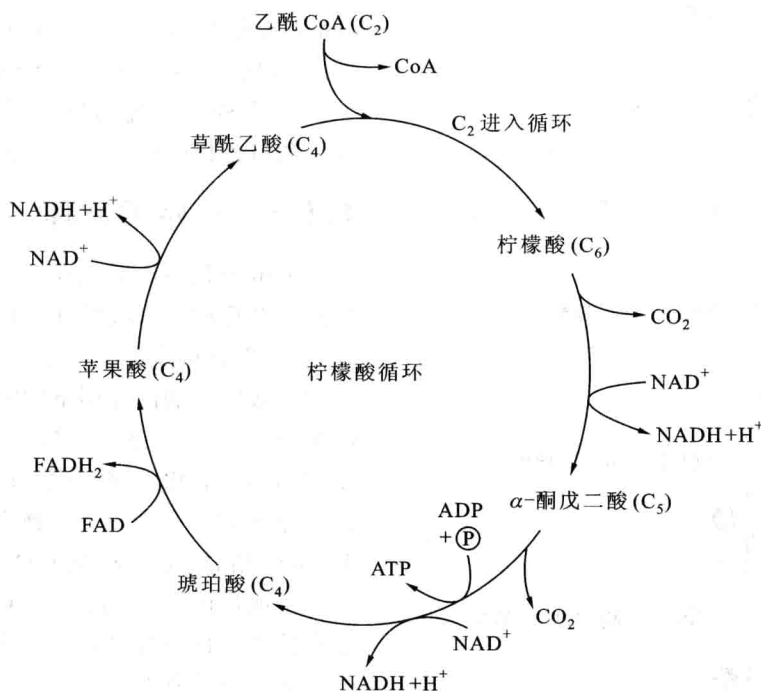 乙酰 CoA (C₂)
CoA
C₂ 进入循环
草酰乙酸 (C₄)
NADH+H⁺
NAD⁺
柠檬酸 (C₆)
CO₂
苹果酸 (C₄)
柠檬酸循环
NAD⁺
NADH+H⁺
FADH₂
FAD
α-酮戊二酸 (C₅)
ADP
+ Ⓟ
ATP
琥珀酸 (C₄)
CO₂
NAD⁺
NADH+H⁺